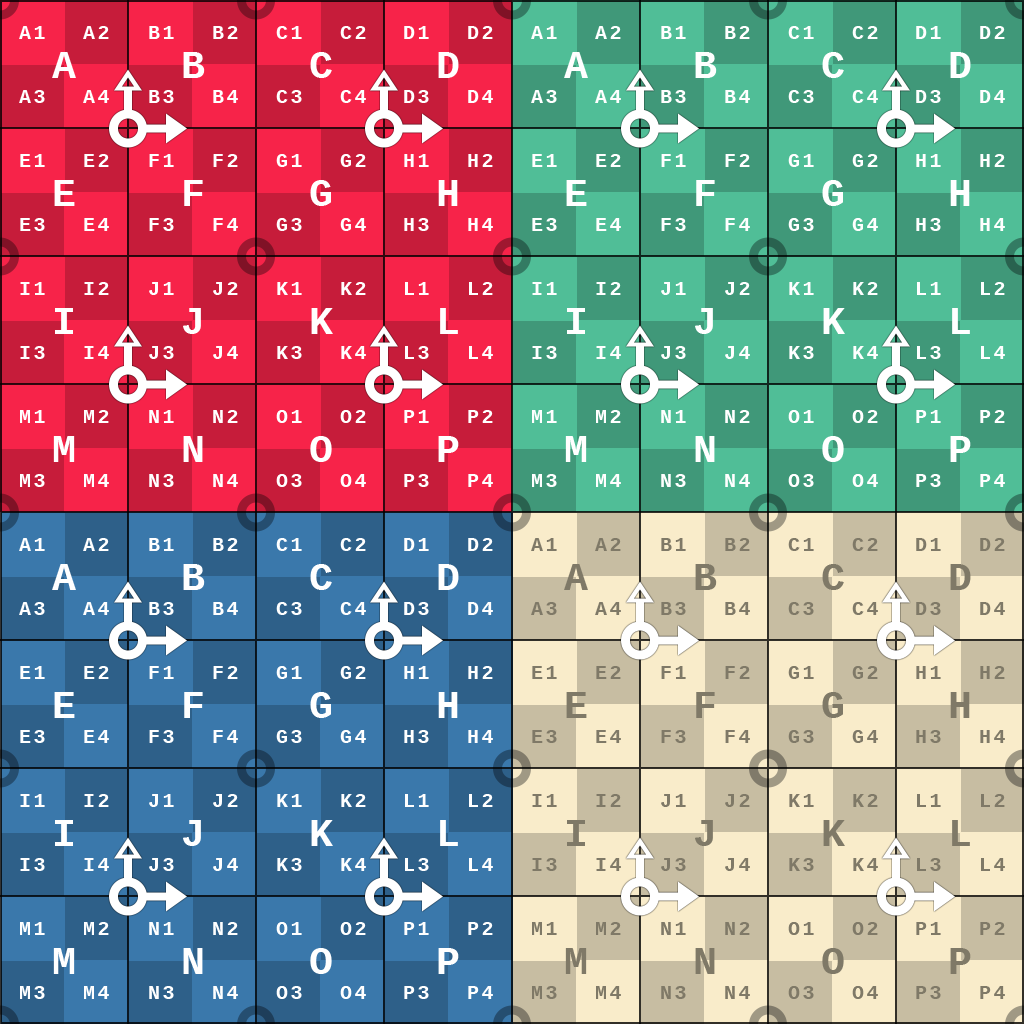 A1 A2 B1 B2 C1 C2 D1 D2 A1 A2 B1 B2 C1 C2 D1 D2
A B C D A B C D
A3 A4 B3 B4 C3 C4 D3 D4 A3 A4 B3 B4 C3 C4 D3 D4
E1 E2 F1 F2 G1 G2 H1 H2 E1 E2 F1 F2 G1 G2 H1 H2
E F G H E F G H
E3 E4 F3 F4 G3 G4 H3 H4 E3 E4 F3 F4 G3 G4 H3 H4
I1 I2 J1 J2 K1 K2 L1 L2 I1 I2 J1 J2 K1 K2 L1 L2
I J K L I J K L
I3 I4 J3 J4 K3 K4 L3 L4 I3 I4 J3 J4 K3 K4 L3 L4
M1 M2 N1 N2 O1 O2 P1 P2 M1 M2 N1 N2 O1 O2 P1 P2
M N O P M N O P
M3 M4 N3 N4 O3 O4 P3 P4 M3 M4 N3 N4 O3 O4 P3 P4
A1 A2 B1 B2 C1 C2 D1 D2 A1 A2 B1 B2 C1 C2 D1 D2
A B C D A B C D
A3 A4 B3 B4 C3 C4 D3 D4 A3 A4 B3 B4 C3 C4 D3 D4
E1 E2 F1 F2 G1 G2 H1 H2 E1 E2 F1 F2 G1 G2 H1 H2
E F G H E F G H
E3 E4 F3 F4 G3 G4 H3 H4 E3 E4 F3 F4 G3 G4 H3 H4
I1 I2 J1 J2 K1 K2 L1 L2 I1 I2 J1 J2 K1 K2 L1 L2
I J K L I J K L
I3 I4 J3 J4 K3 K4 L3 L4 I3 I4 J3 J4 K3 K4 L3 L4
M1 M2 N1 N2 O1 O2 P1 P2 M1 M2 N1 N2 O1 O2 P1 P2
M N O P M N O P
M3 M4 N3 N4 O3 O4 P3 P4 M3 M4 N3 N4 O3 O4 P3 P4